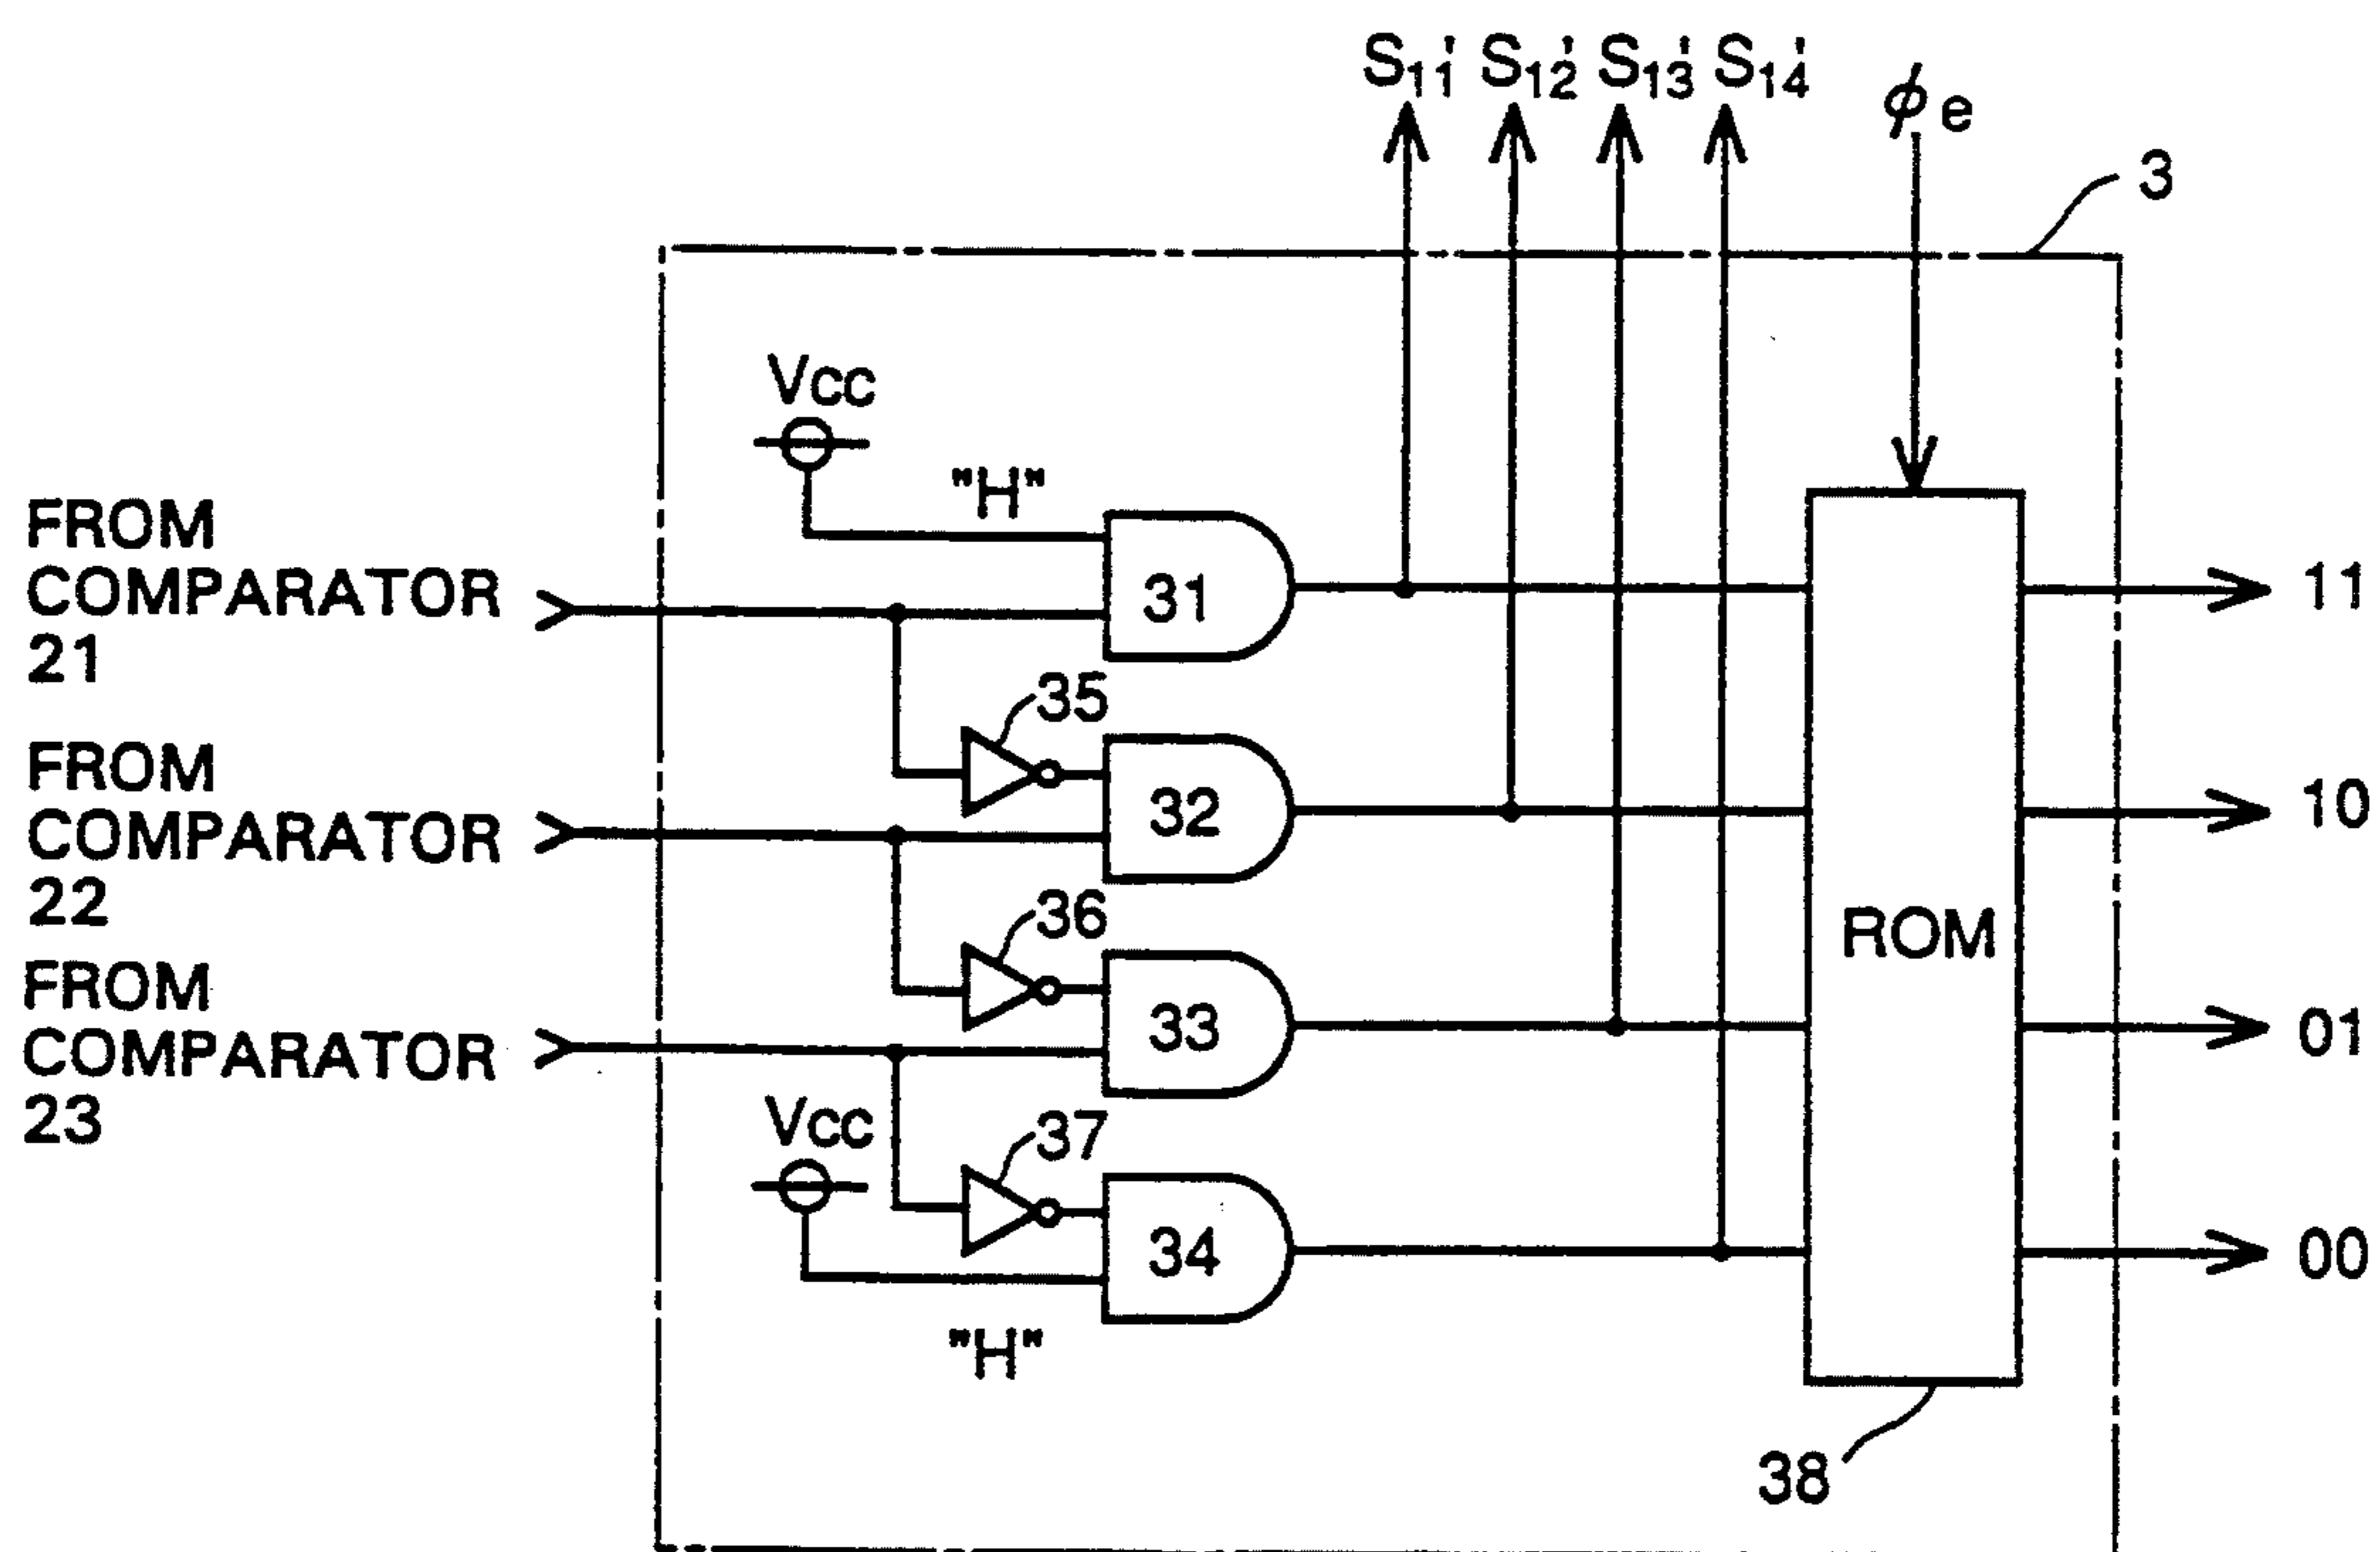 S11' S12' S13' S14'
φe
3
Vcc
"H"
FROM
COMPARATOR
21
31
11
35
FROM
COMPARATOR
22
32
10
36
ROM
FROM
COMPARATOR
23
33
01
Vcc
37
34
00
"H"
38